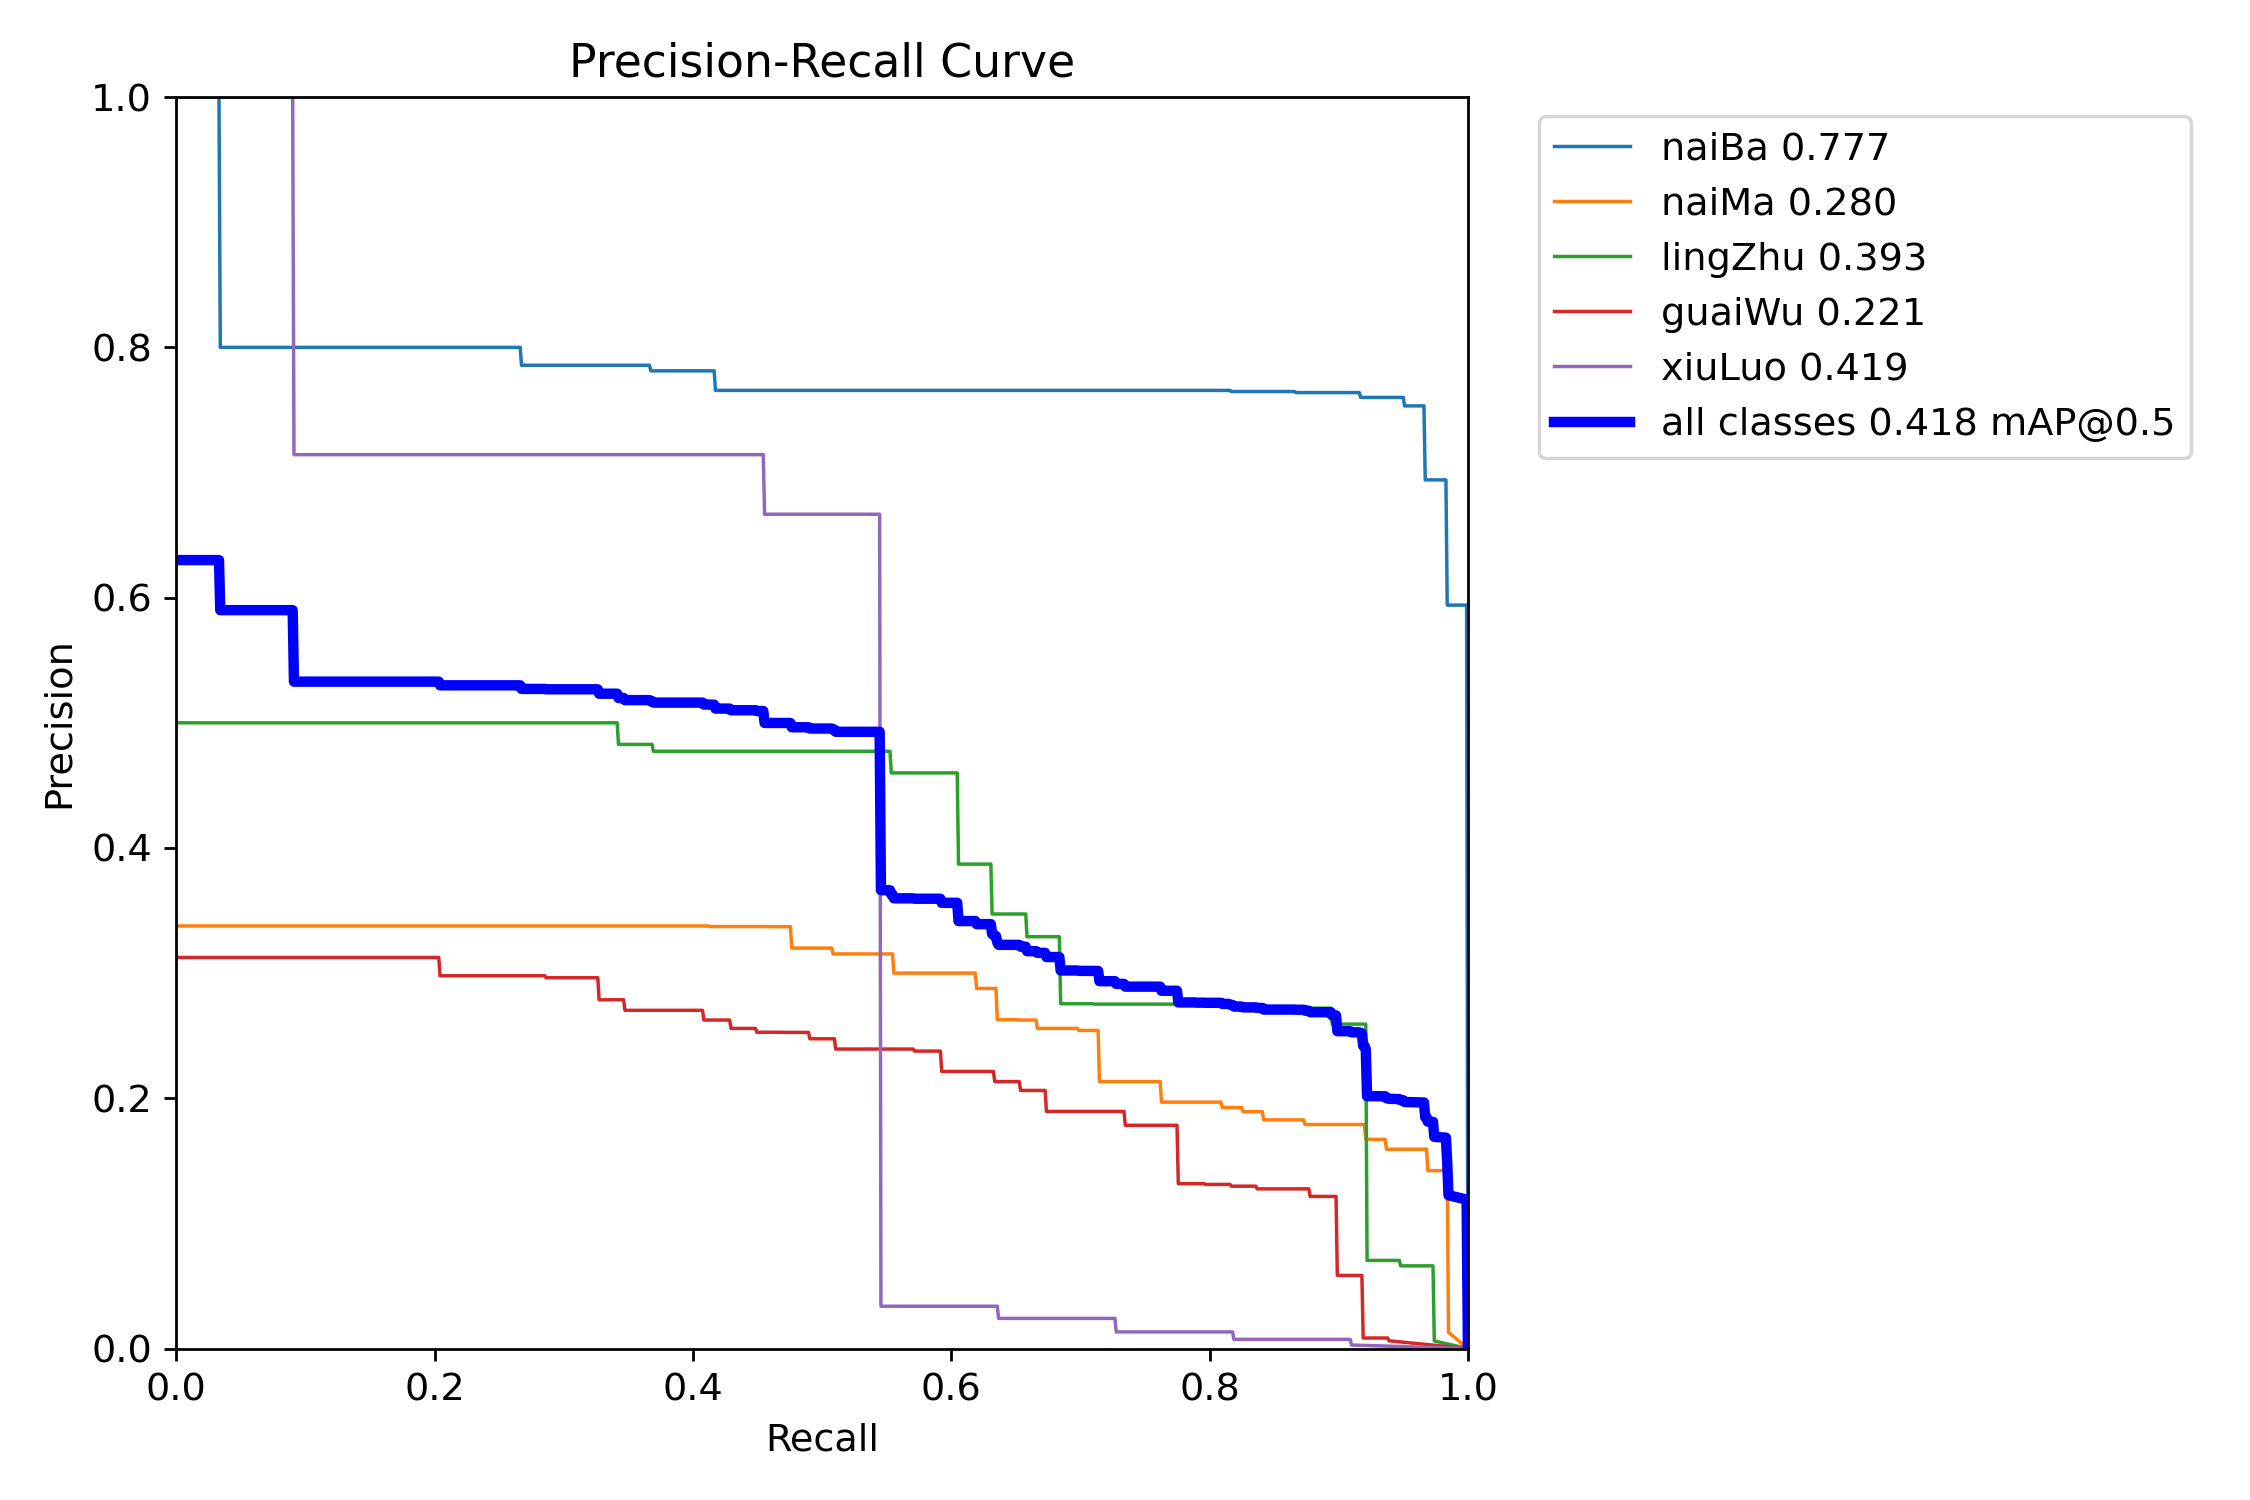 Precision-Recall Curve
1.0
0.8
0.6
0.4
0.2
0.0
Precision
0.0 0.2 0.4 0.6 0.8 1.0
Recall
naiBa 0.777
naiMa 0.280
lingZhu 0.393
guaiWu 0.221
xiuLuo 0.419
all classes 0.418 mAP@0.5